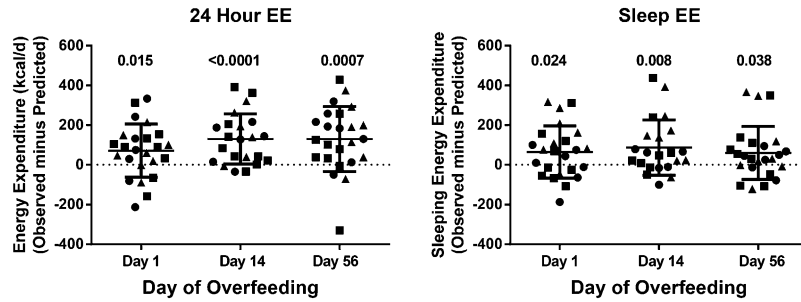 24 Hour EE
Energy Expenditure (kcal/d)
(Observed minus Predicted)
600
400
200
0
-200
-400
0.015
<0.0001
0.0007
Day 1
Day 14
Day 56
Day of Overfeeding
Sleep EE
Sleeping Energy Expenditure
(Observed minus Predicted)
600
400
200
0
-200
-400
0.024
0.008
0.038
Day 1
Day 14
Day 56
Day of Overfeeding